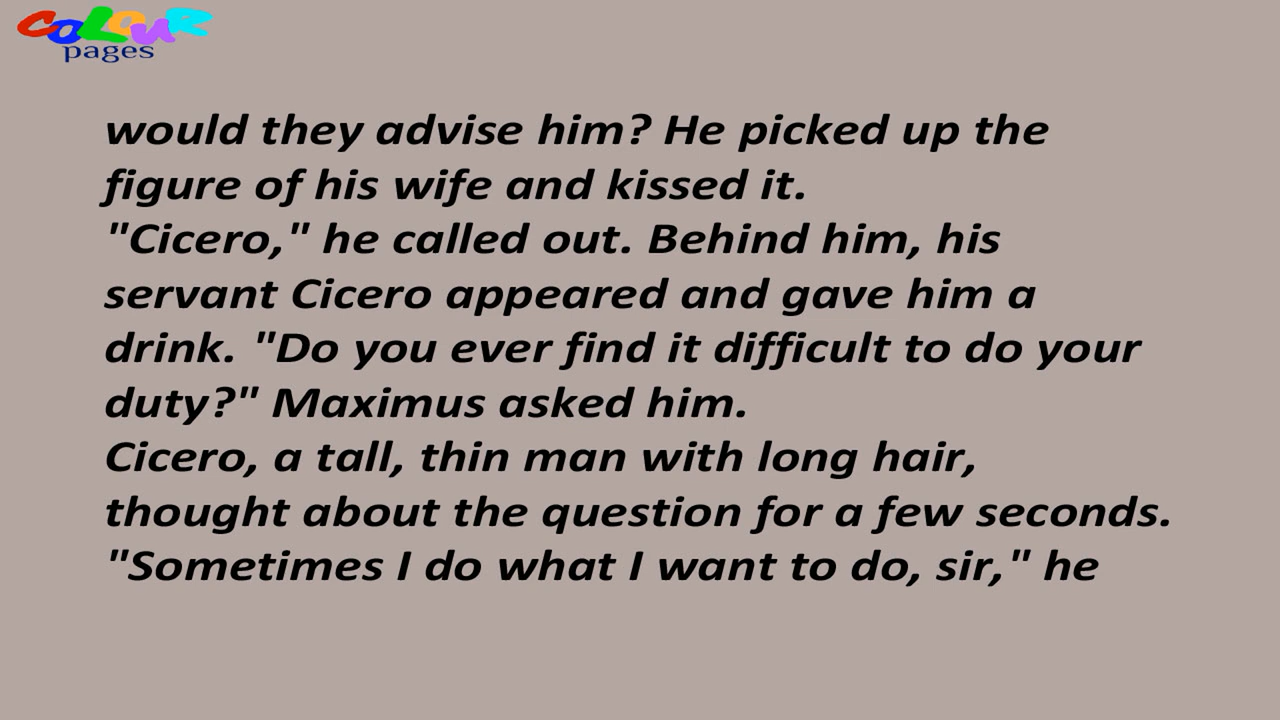 COLOUR
pages
would they advise him? He picked up the
figure of his wife and kissed it.
"Cicero," he called out. Behind him, his
servant Cicero appeared and gave him a
drink. "Do you ever find it difficult to do your
duty?" Maximus asked him.
Cicero, a tall, thin man with long hair,
thought about the question for a few seconds.
"Sometimes I do what I want to do, sir," he